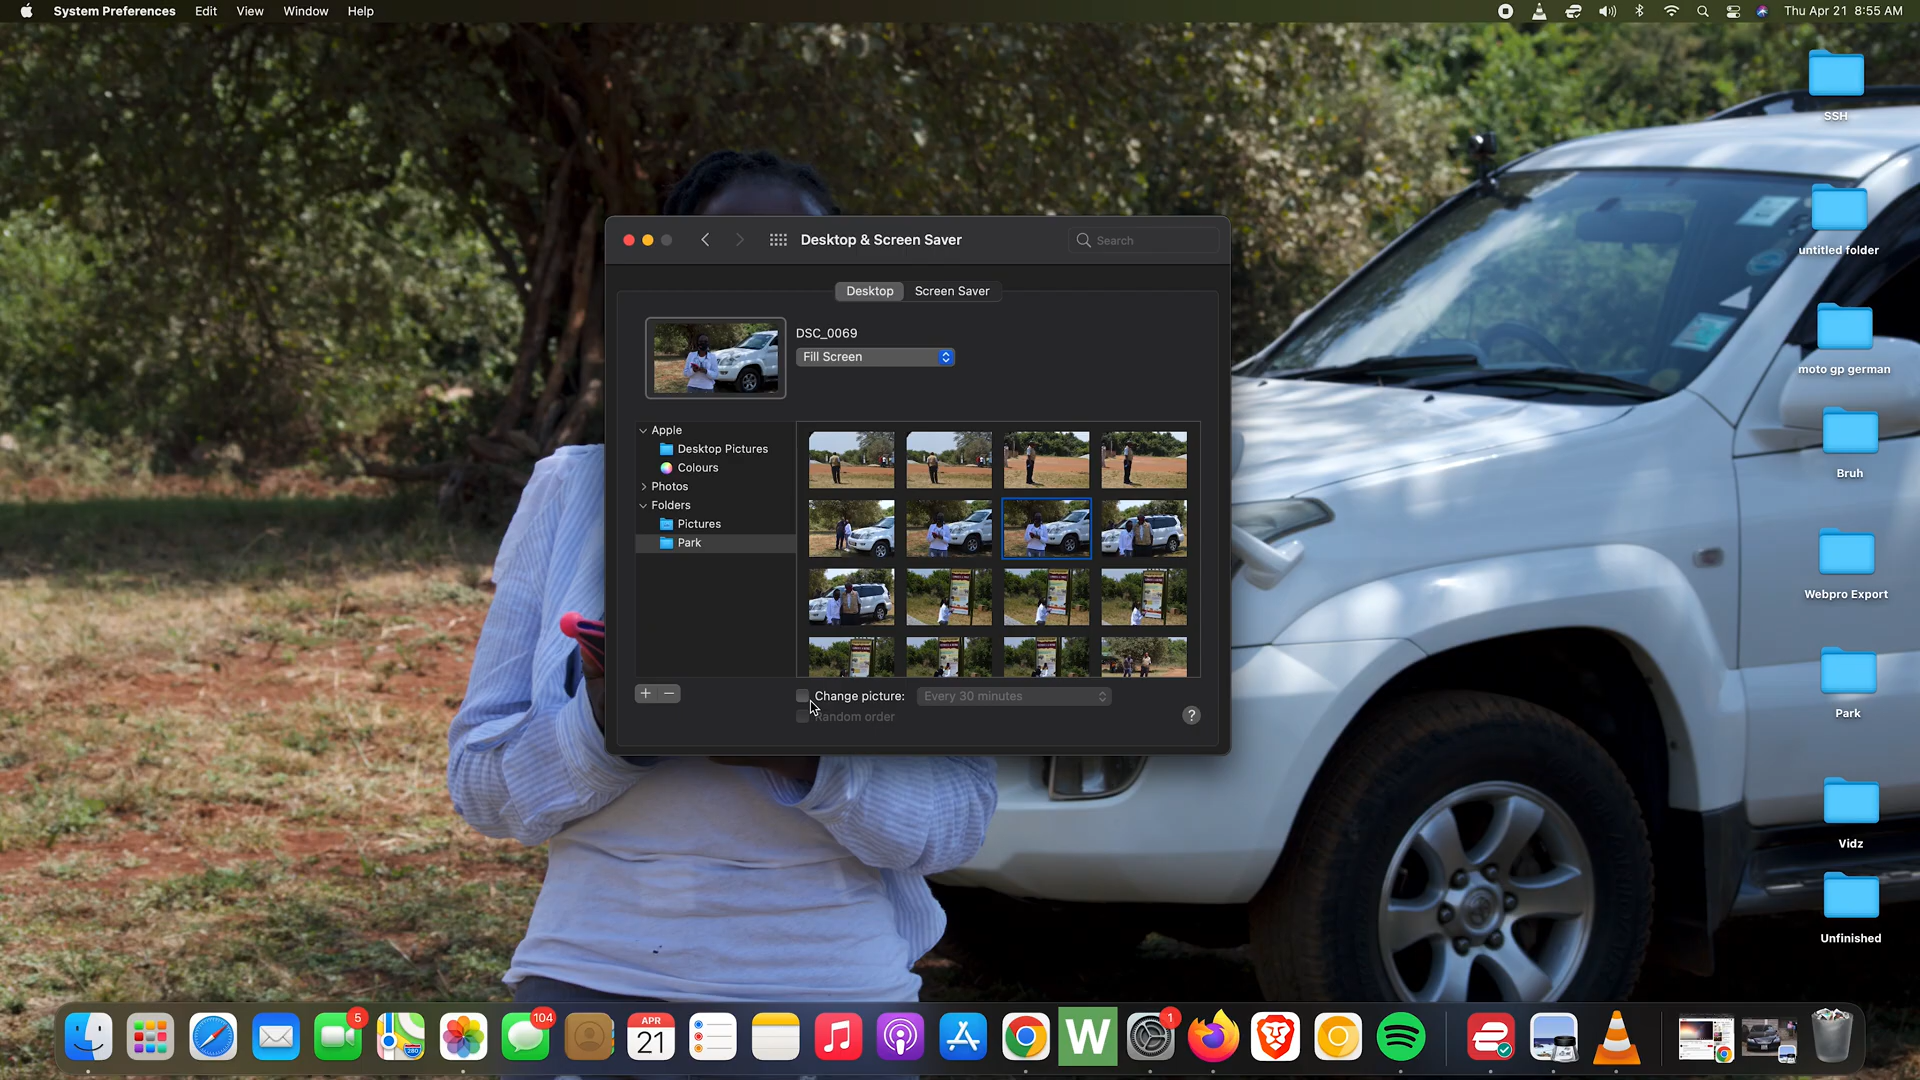 System Preferences Edit View Window Help Thu Apr 21 8:55 AM
SSH
untitled folder
moto gp german
Bruh
Webpro Export
Park
Vidz
Unfinished
Desktop & Screen Saver
Search
Desktop Screen Saver
DSC_0069
Fill Screen
Apple
Desktop Pictures
Colours
Photos
Folders
Pictures
Park
+ −
Change picture: Every 30 minutes
Random order
?
5
280
104
APR
21
W
1